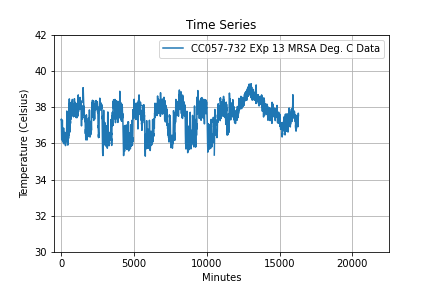 Time Series
CC057-732 EXp 13 MRSA Deg. C Data
Temperature (Celsius)
42
40
38
36
34
32
30
0 5000 10000 15000 20000
Minutes